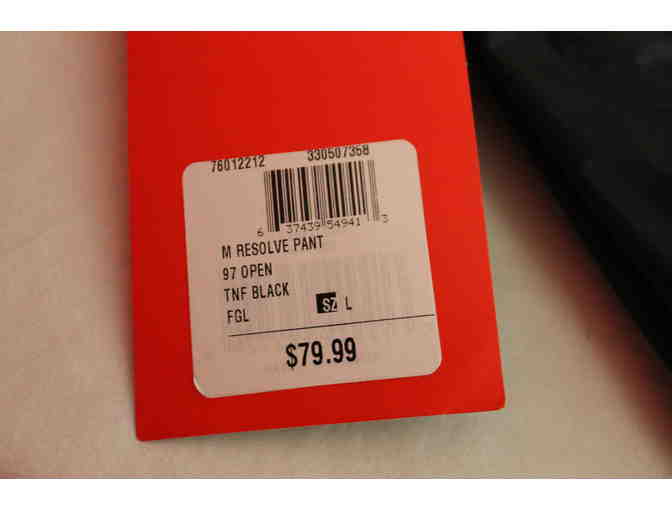 76012212 330507358
6 37439 54941 3
M RESOLVE PANT
97 OPEN
TNF BLACK
FGL SZ L
$79.99